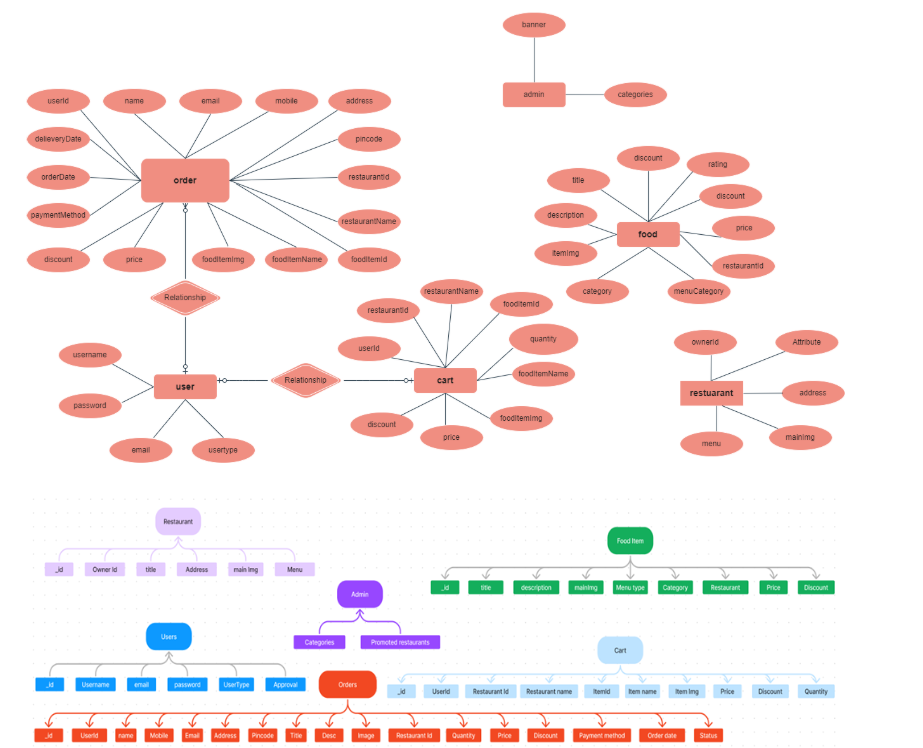 banner
admin
categories
userId
name
email
mobile
address
delieveryDate
pincode
orderDate
order
restaurantId
paymentMethod
restaurantName
discount
price
foodItemImg
foodItemName
foodItemId
Relationship
discount
title
rating
description
discount
food
price
itemImg
restaurantId
category
menuCategory
restaurantName
restaurantId
foodItemId
userId
quantity
cart
foodItemName
discount
price
foodItemImg
username
user
Relationship
password
email
usertype
ownerId
Attribute
restuarant
address
menu
mainImg
Restaurant
_id
Owner Id
title
Address
main Img
Menu
Food Item
_id
title
description
mainImg
Menu type
Category
Restaurant
Price
Discount
Admin
Categories
Promoted restaurants
Users
_id
Username
email
password
UserType
Approval
Cart
_id
UserId
Restaurant Id
Restaurant name
ItemId
Item name
Item Img
Price
Discount
Quantity
Orders
_id
UserId
name
Mobile
Email
Address
Pincode
Title
Desc
Image
Restaurant Id
Quantity
Price
Discount
Payment method
Order date
Status